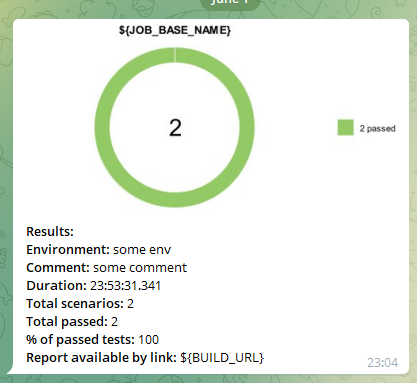 June 1
${JOB_BASE_NAME}
2
2 passed
Results:
Environment: some env
Comment: some comment
Duration: 23:53:31.341
Total scenarios: 2
Total passed: 2
% of passed tests: 100
Report available by link: ${BUILD_URL}
23:04